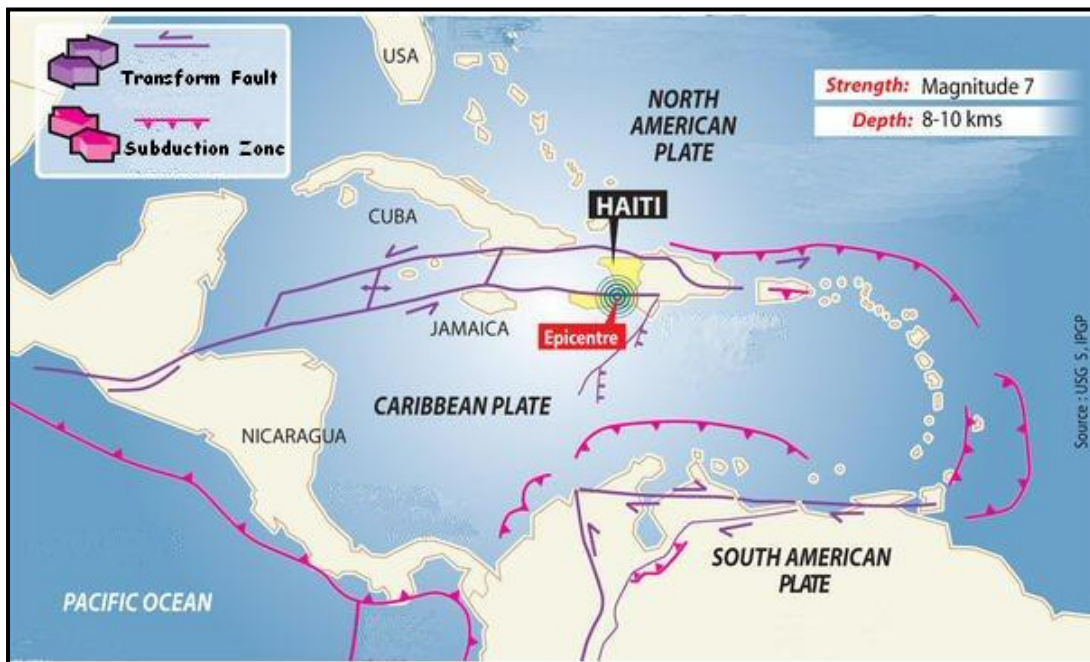 Transform Fault
Subduction Zone
USA
Strength: Magnitude 7
Depth: 8-10 kms
NORTH
AMERICAN
PLATE
HAITI
CUBA
JAMAICA
Epicentre
CARIBBEAN PLATE
NICARAGUA
SOUTH AMERICAN
PLATE
PACIFIC OCEAN
Source : USG S , IPGP